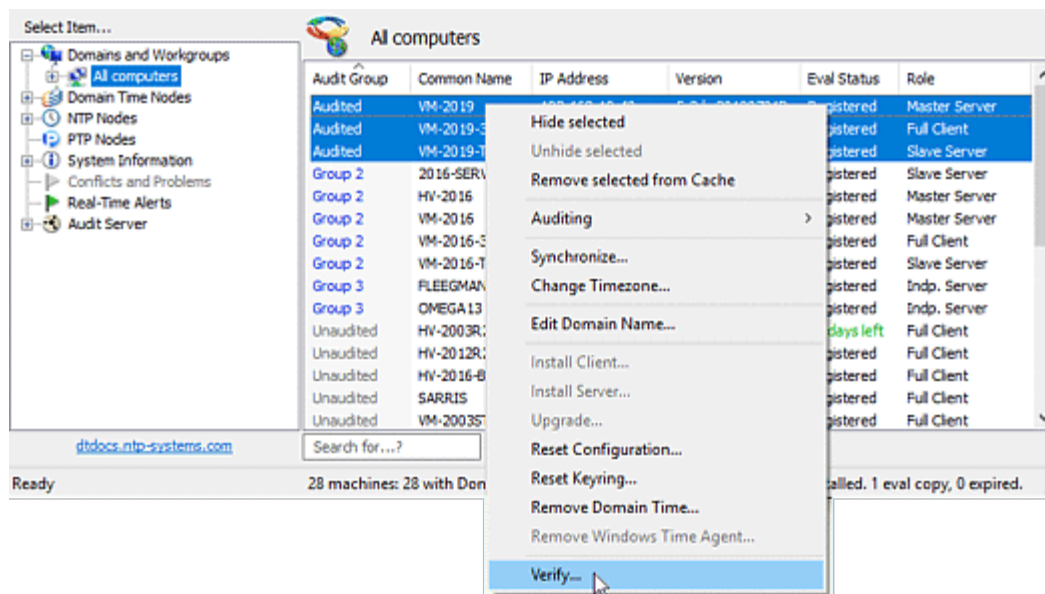 Select Item...
Domains and Workgroups
All computers
Domain Time Nodes
NTP Nodes
PTP Nodes
System Information
Conflicts and Problems
Real-Time Alerts
Audit Server
dtdocs.ntp-systems.com
All computers
Audit Group Common Name IP Address Version Eval Status Role
Audited VM-2019 Master Server
Audited Full Client
Audited Slave Server
Group 2 Slave Server
Group 2 HV-2016 Master Server
Group 2 VM-2016 Master Server
Group 2 Full Client
Group 2 Slave Server
Group 3 FLEEGMAN Indp. Server
Group 3 OMEGA13 Indp. Server
Unaudited days left Full Client
Unaudited Full Client
Unaudited Full Client
Unaudited SARRIS Full Client
Unaudited Full Client
Search for...?
Hide selected
Unhide selected
Remove selected from Cache
Auditing
Synchronize...
Change Timezone...
Edit Domain Name...
Install Client...
Install Server...
Upgrade...
Reset Configuration...
Reset Keyring...
Remove Domain Time...
Remove Windows Time Agent...
Verify...
Ready 28 machines: 28 with 1 eval copy, 0 expired.